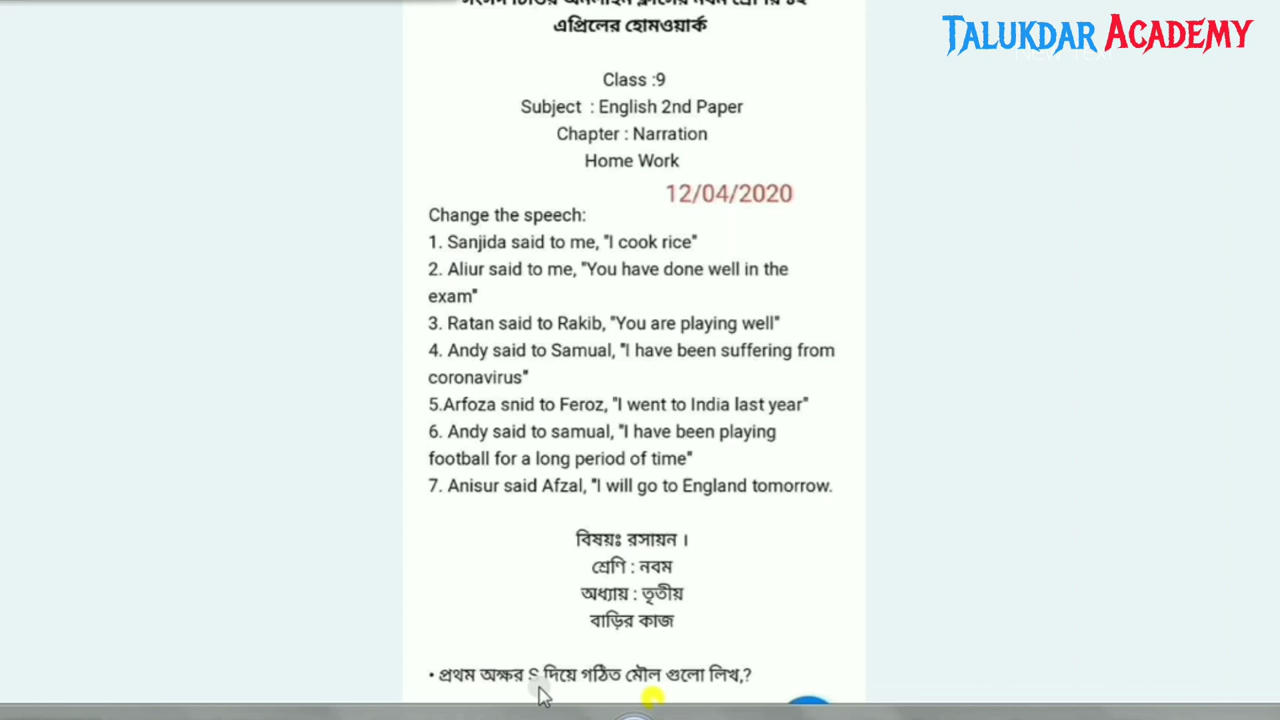 TALUKDAR ACADEMY
সংসদ টিভির অনলাইন ক্লাসের নবম শ্রেণির ১২
এপ্রিলের হোমওয়ার্ক
Class :9
Subject : English 2nd Paper
Chapter : Narration
Home Work
12/04/2020
Change the speech:
1. Sanjida said to me, "I cook rice"
2. Aliur said to me, "You have done well in the
exam"
3. Ratan said to Rakib, "You are playing well"
4. Andy said to Samual, "I have been suffering from
coronavirus"
5.Arfoza snid to Feroz, "I went to India last year"
6. Andy said to samual, "I have been playing
football for a long period of time"
7. Anisur said Afzal, "I will go to England tomorrow.
বিষয়ঃ রসায়ন ।
শ্রেণি : নবম
অধ্যায় : তৃতীয়
বাড়ির কাজ
• প্রথম অক্ষর S দিয়ে গঠিত মৌল গুলো লিখ,?